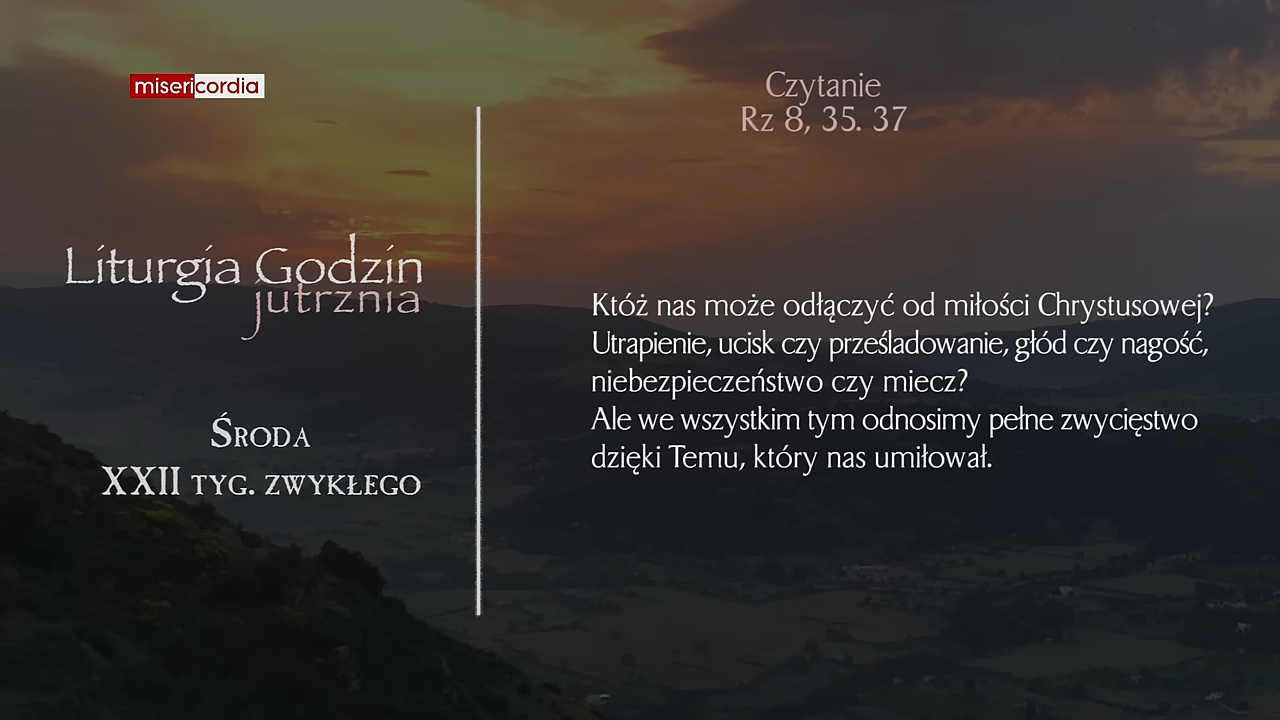 misericordia
Liturgia Godzin
jutrznia
Środa
XXII tyg. zwykłego
Czytanie
Rz 8, 35. 37
Któż nas może odłączyć od miłości Chrystusowej?
Utrapienie, ucisk czy prześladowanie, głód czy nagość,
niebezpieczeństwo czy miecz?
Ale we wszystkim tym odnosimy pełne zwycięstwo
dzięki Temu, który nas umiłował.